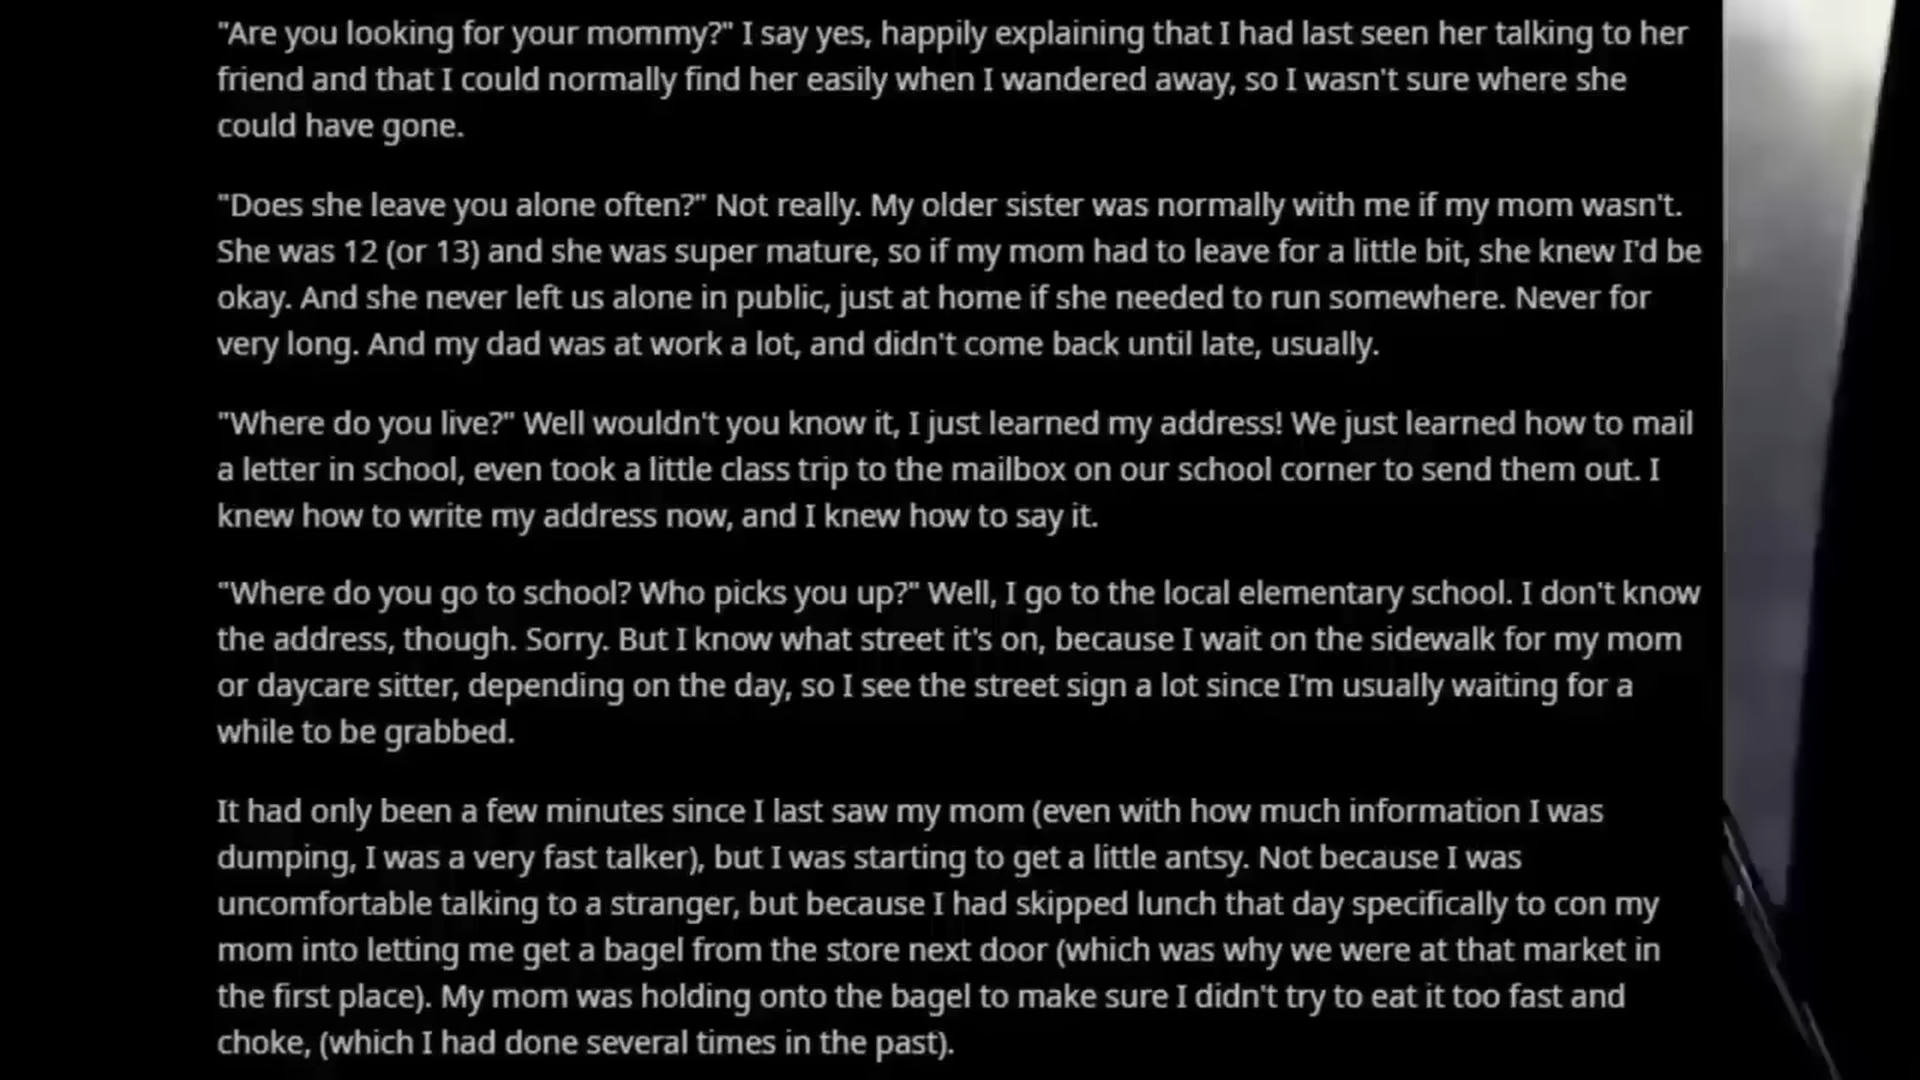 "Are you looking for your mommy?" I say yes, happily explaining that I had last seen her talking to her
friend and that I could normally find her easily when I wandered away, so I wasn't sure where she
could have gone.
"Does she leave you alone often?" Not really. My older sister was normally with me if my mom wasn't.
She was 12 (or 13) and she was super mature, so if my mom had to leave for a little bit, she knew I'd be
okay. And she never left us alone in public, just at home if she needed to run somewhere. Never for
very long. And my dad was at work a lot, and didn't come back until late, usually.
"Where do you live?" Well wouldn't you know it, I just learned my address! We just learned how to mail
a letter in school, even took a little class trip to the mailbox on our school corner to send them out. I
knew how to write my address now, and I knew how to say it.
"Where do you go to school? Who picks you up?" Well, I go to the local elementary school. I don't know
the address, though. Sorry. But I know what street it's on, because I wait on the sidewalk for my mom
or daycare sitter, depending on the day, so I see the street sign a lot since I'm usually waiting for a
while to be grabbed.
It had only been a few minutes since I last saw my mom (even with how much information I was
dumping, I was a very fast talker), but I was starting to get a little antsy. Not because I was
uncomfortable talking to a stranger, but because I had skipped lunch that day specifically to con my
mom into letting me get a bagel from the store next door (which was why we were at that market in
the first place). My mom was holding onto the bagel to make sure I didn't try to eat it too fast and
choke, (which I had done several times in the past).